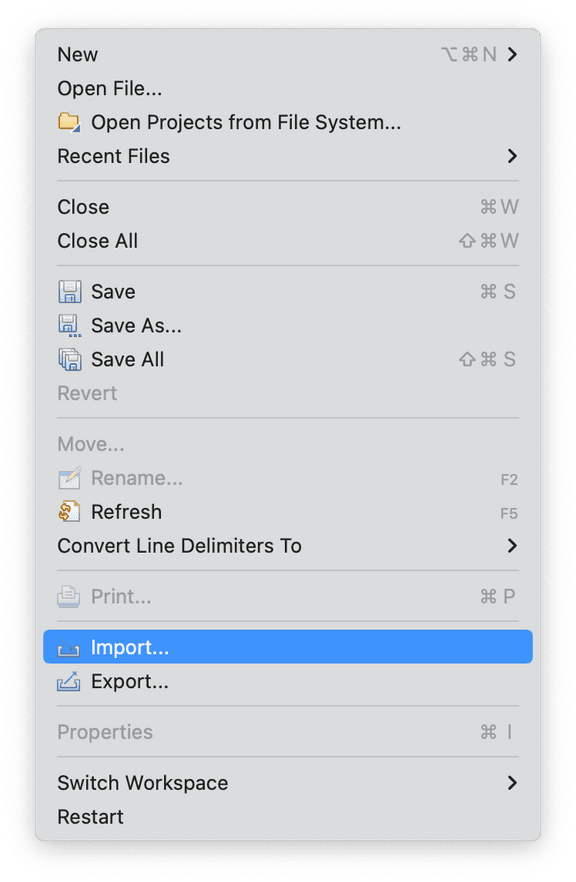 New ⌥⌘N
Open File...
Open Projects from File System...
Recent Files
Close ⌘W
Close All ⇧⌘W
Save ⌘S
Save As...
Save All ⇧⌘S
Revert
Move...
Rename... F2
Refresh F5
Convert Line Delimiters To
Print... ⌘P
Import...
Export...
Properties ⌘I
Switch Workspace
Restart